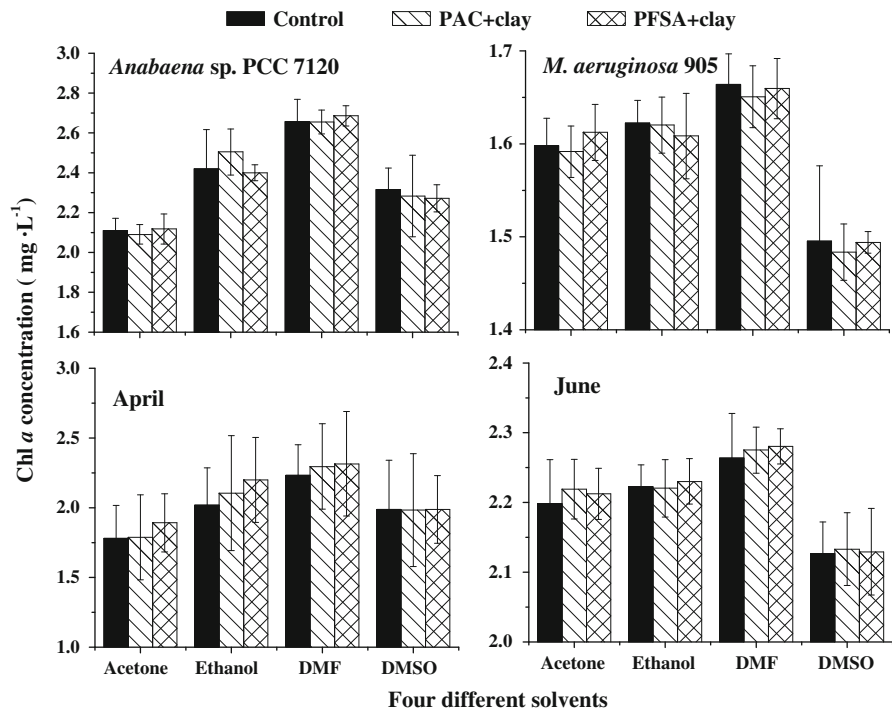 Control PAC+clay PFSA+clay
Anabaena sp. PCC 7120
M. aeruginosa 905
3.0
2.8
2.6
2.4
2.2
2.0
1.8
1.6
1.7
1.6
1.5
1.4
Chl a concentration ( mg ·L-1)
April
June
3.0
2.5
2.0
1.5
1.0
2.4
2.3
2.2
2.1
2.0
Acetone Ethanol DMF DMSO
Acetone Ethanol DMF DMSO
Four different solvents